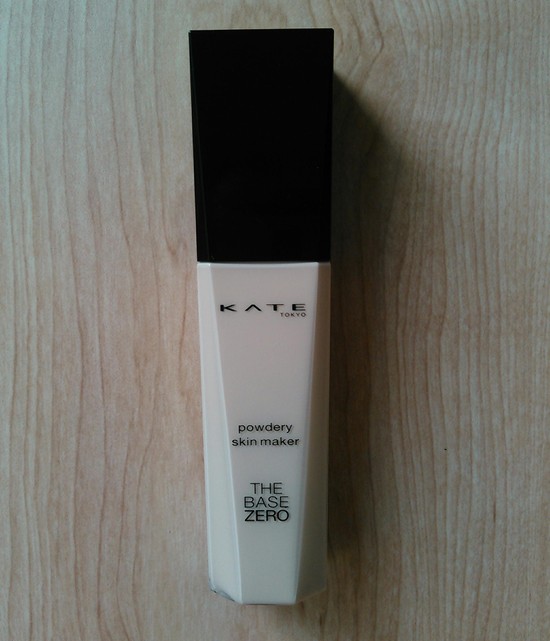 KATE
TOKYO
powdery
skin maker
THE
BASE
ZERO